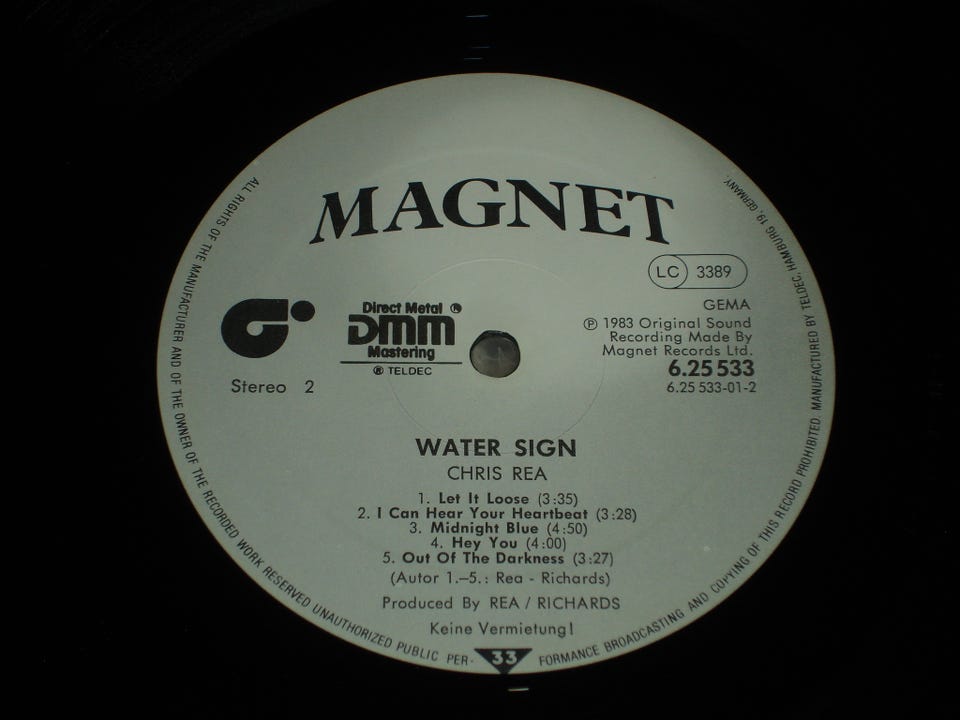 MAGNET
LC 3389
GEMA
℗ 1983 Original Sound
Recording Made By
Magnet Records Ltd.
6.25 533
6.25 533-01-2
Direct Metal ®
DMM
Mastering
® TELDEC
Stereo 2
WATER SIGN
CHRIS REA
1. Let It Loose (3:35)
2. I Can Hear Your Heartbeat (3:28)
3. Midnight Blue (4:50)
4. Hey You (4:00)
5. Out Of The Darkness (3:27)
(Autor 1.–5.: Rea - Richards)
Produced By REA / RICHARDS
Keine Vermietung!
33
ALL RIGHTS OF THE MANUFACTURER AND OF THE OWNER OF THE RECORDED WORK RESERVED UNAUTHORIZED PUBLIC PER- FORMANCE BROADCASTING AND COPYING OF THIS RECORD PROHIBITED. MANUFACTURED BY TELDEC, HAMBURG 19, GERMANY